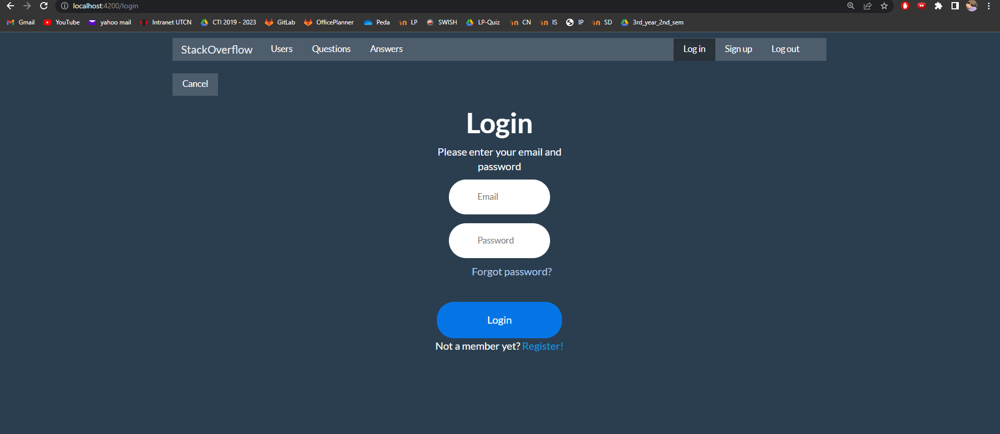 localhost:4200/login
Gmail YouTube yahoo mail Intranet UTCN CTI 2019 - 2023 GitLab OfficePlanner Peda LP SWISH LP-Quiz CN IS IP SD 3rd_year_2nd_sem
StackOverflow Users Questions Answers Log in Sign up Log out
Cancel
Login
Please enter your email and
password
Email
Password
Forgot password?
Login
Not a member yet? Register!